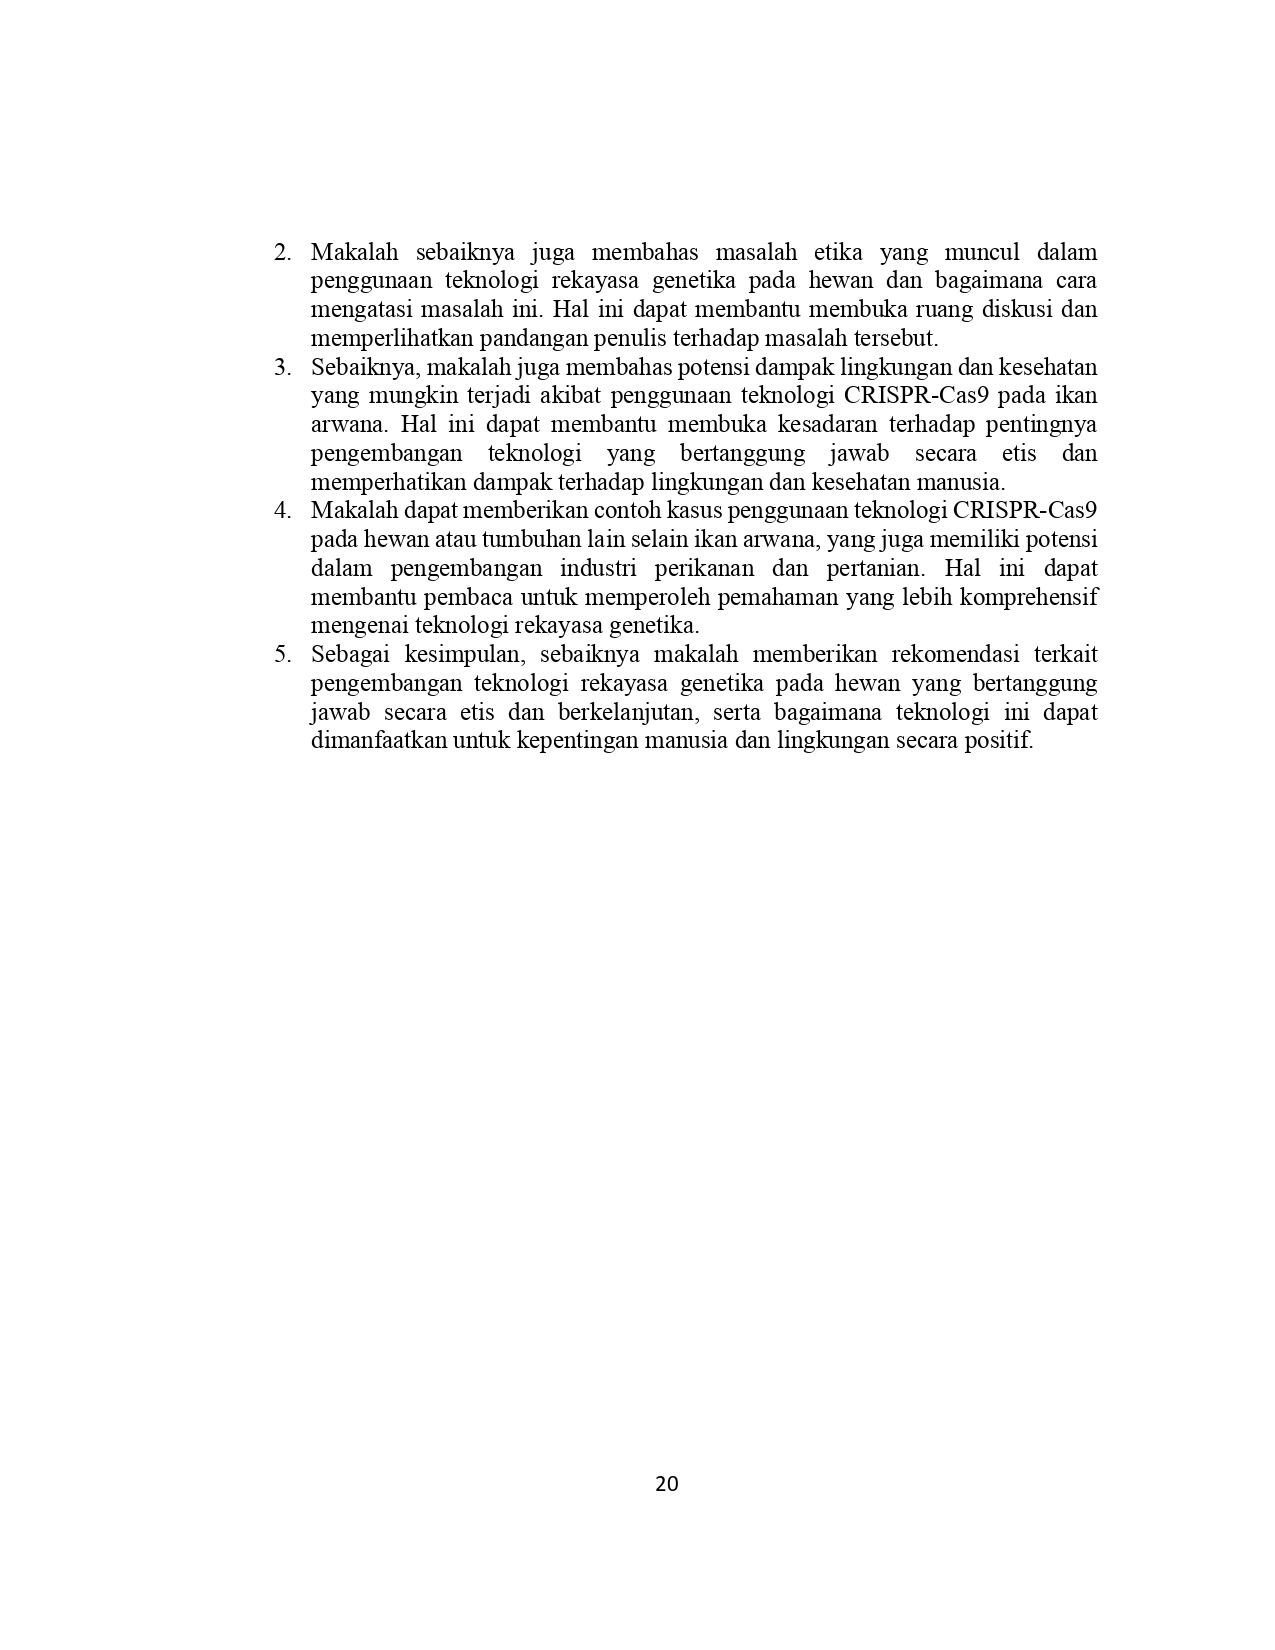 2. Makalah sebaiknya juga membahas masalah etika yang muncul dalam
penggunaan teknologi rekayasa genetika pada hewan dan bagaimana cara
mengatasi masalah ini. Hal ini dapat membantu membuka ruang diskusi dan
memperlihatkan pandangan penulis terhadap masalah tersebut.
3. Sebaiknya, makalah juga membahas potensi dampak lingkungan dan kesehatan
yang mungkin terjadi akibat penggunaan teknologi CRISPR-Cas9 pada ikan
arwana. Hal ini dapat membantu membuka kesadaran terhadap pentingnya
pengembangan teknologi yang bertanggung jawab secara etis dan
memperhatikan dampak terhadap lingkungan dan kesehatan manusia.
4. Makalah dapat memberikan contoh kasus penggunaan teknologi CRISPR-Cas9
pada hewan atau tumbuhan lain selain ikan arwana, yang juga memiliki potensi
dalam pengembangan industri perikanan dan pertanian. Hal ini dapat
membantu pembaca untuk memperoleh pemahaman yang lebih komprehensif
mengenai teknologi rekayasa genetika.
5. Sebagai kesimpulan, sebaiknya makalah memberikan rekomendasi terkait
pengembangan teknologi rekayasa genetika pada hewan yang bertanggung
jawab secara etis dan berkelanjutan, serta bagaimana teknologi ini dapat
dimanfaatkan untuk kepentingan manusia dan lingkungan secara positif.
20